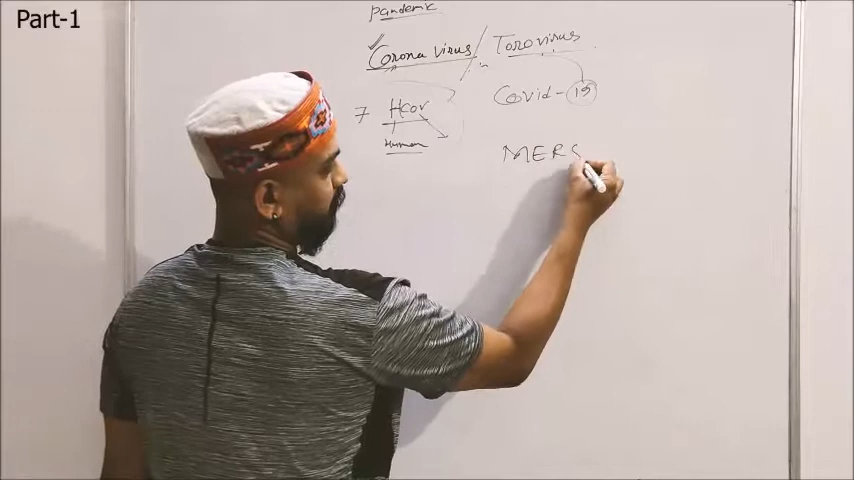 Part-1
pandemic
✓ Corona virus / Torovirus
7 Hcov Covid-19
Human MERS